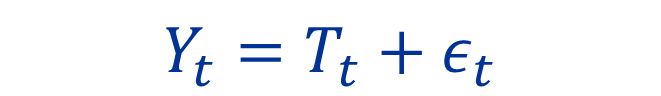 Yₜ = Tₜ + ϵₜ